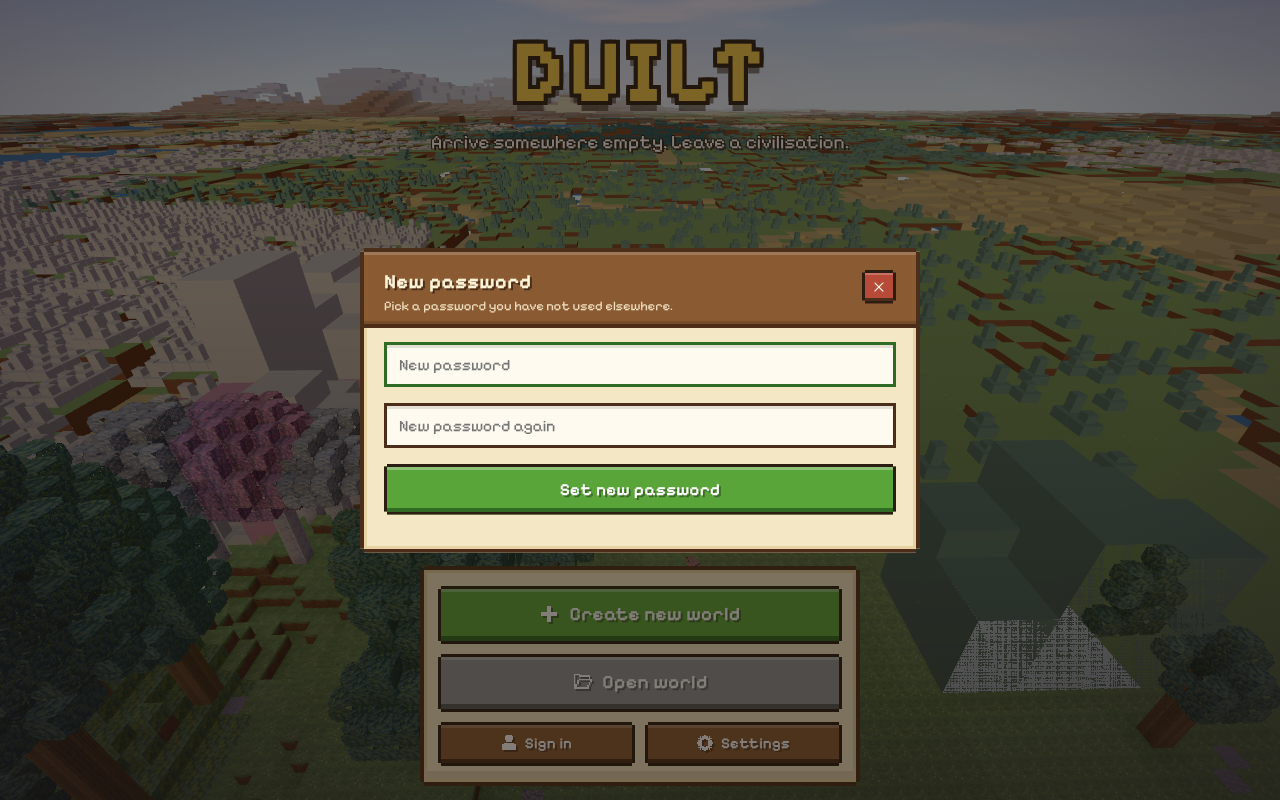 DUILT
Arrive somewhere empty. Leave a civilisation.
New password
Pick a password you have not used elsewhere.
New password
New password again
Set new password
Create new world
Open world
Sign in
Settings